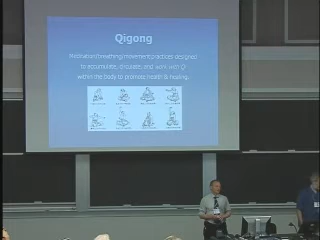 Qigong
Meditation/breathing/movement practices designed
to accumulate, circulate, and work with Qi
within the body to promote health & healing.